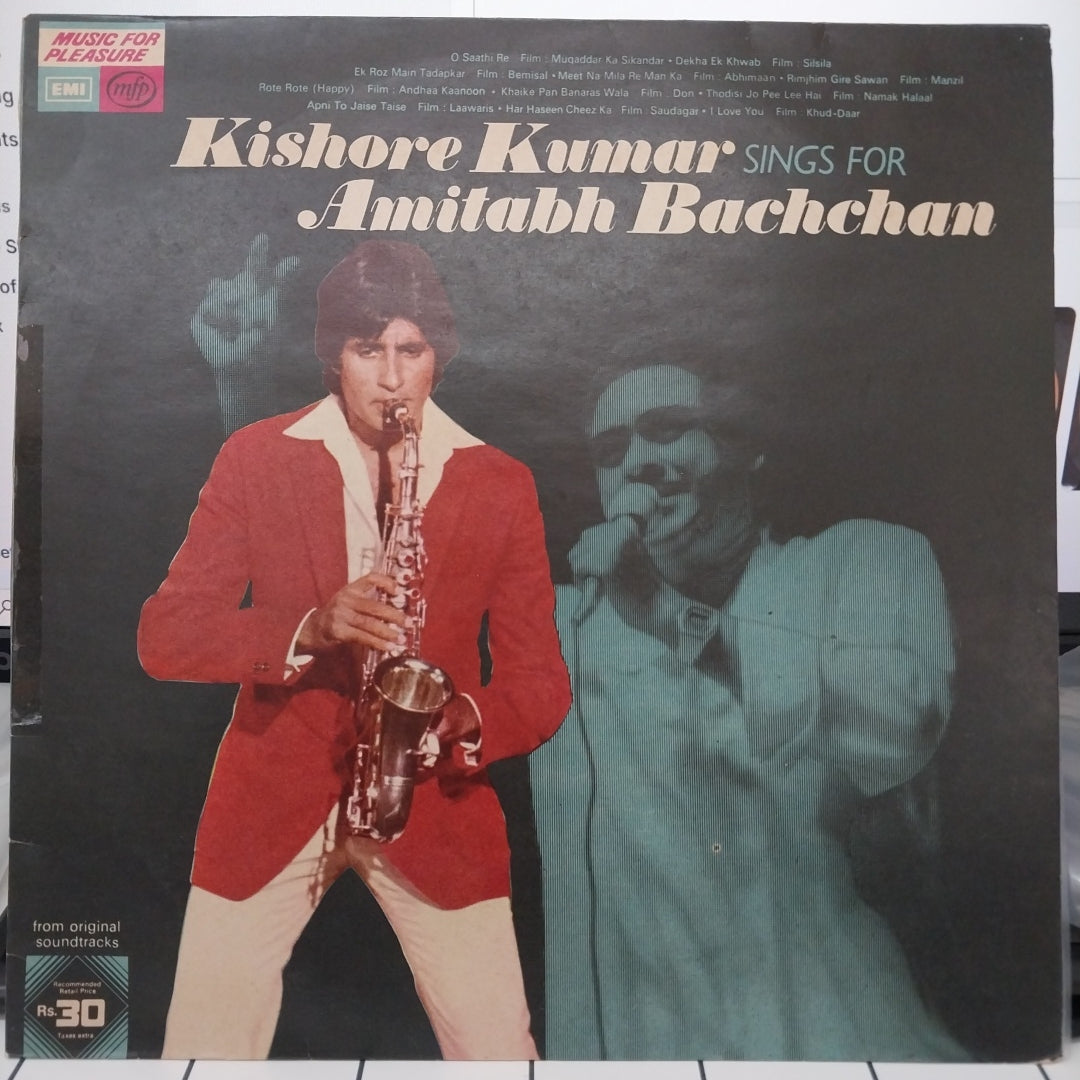 MUSIC FOR
PLEASURE
EMI mfp
O Saathi Re Film : Muqaddar Ka Sikandar • Dekha Ek Khwab Film : Silsila
Ek Roz Main Tadapkar Film : Bemisal • Meet Na Mila Re Man Ka Film : Abhimaan • Rimjhim Gire Sawan Film : Manzil
Rote Rote (Happy) Film : Andhaa Kaanoon • Khaike Pan Banaras Wala Film : Don • Thodisi Jo Pee Lee Hai Film : Namak Halaal
Apni To Jaise Taise Film : Laawaris • Har Haseen Cheez Ka Film : Saudagar • I Love You Film : Khud-Daar
Kishore Kumar SINGS FOR
Amitabh Bachchan
from original
soundtracks
Recommended
Retail Price
Rs. 30
Taxes extra